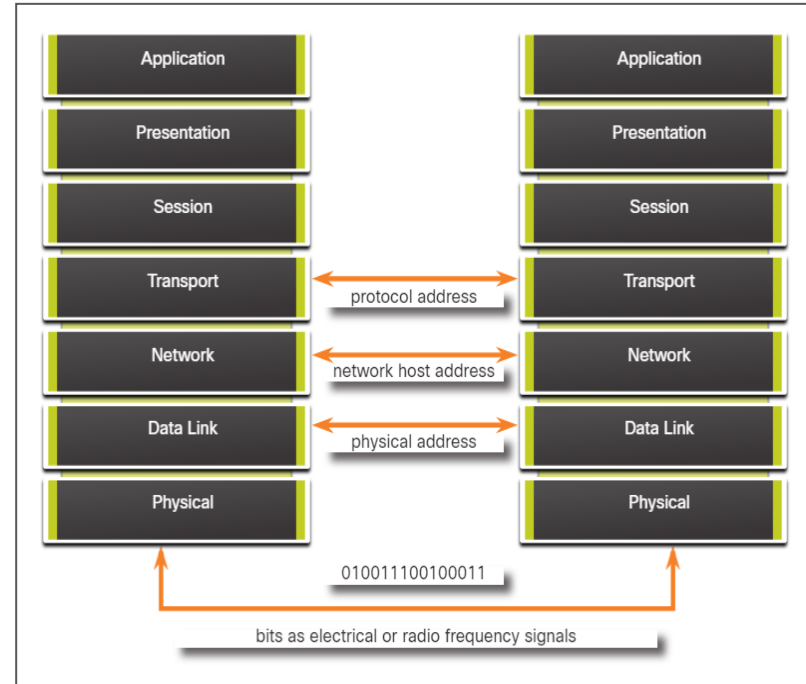 Application
Application
Presentation
Presentation
Session
Session
Transport
Transport
protocol address
Network
Network
network host address
Data Link
Data Link
physical address
Physical
Physical
010011100100011
bits as electrical or radio frequency signals